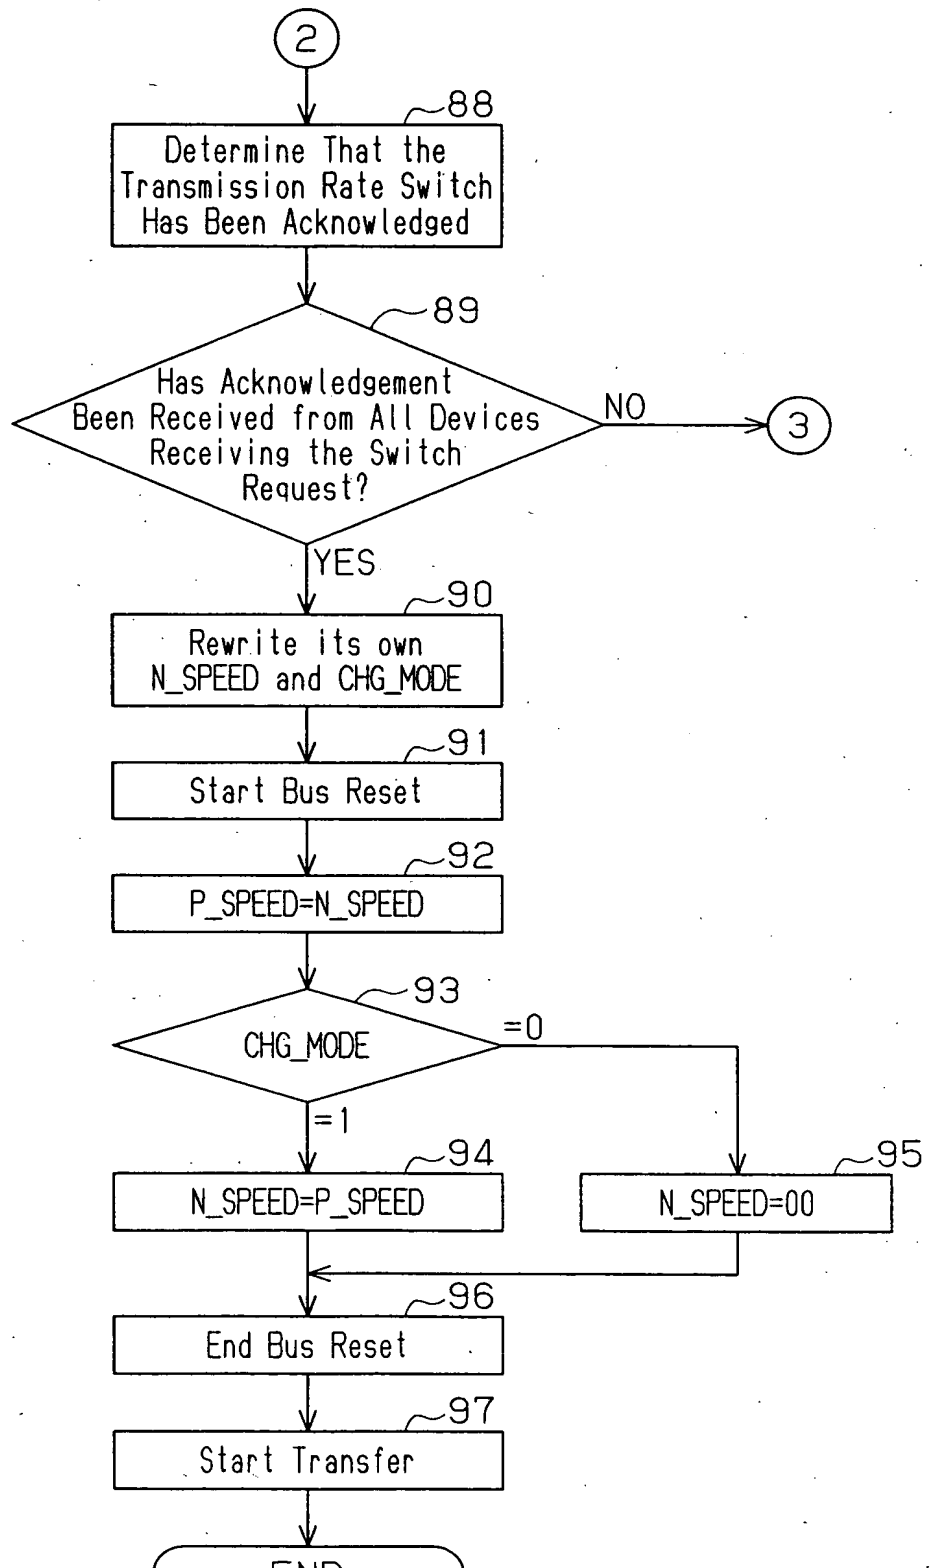 2
88
Determine That the
Transmission Rate Switch
Has Been Acknowledged
89
Has Acknowledgement
Been Received from All Devices
Receiving the Switch
Request?
NO
3
YES
90
Rewrite its own
N_SPEED and CHG_MODE
91
Start Bus Reset
92
P_SPEED=N_SPEED
93
CHG_MODE
=0
=1
94
N_SPEED=P_SPEED
95
N_SPEED=00
96
End Bus Reset
97
Start Transfer
END